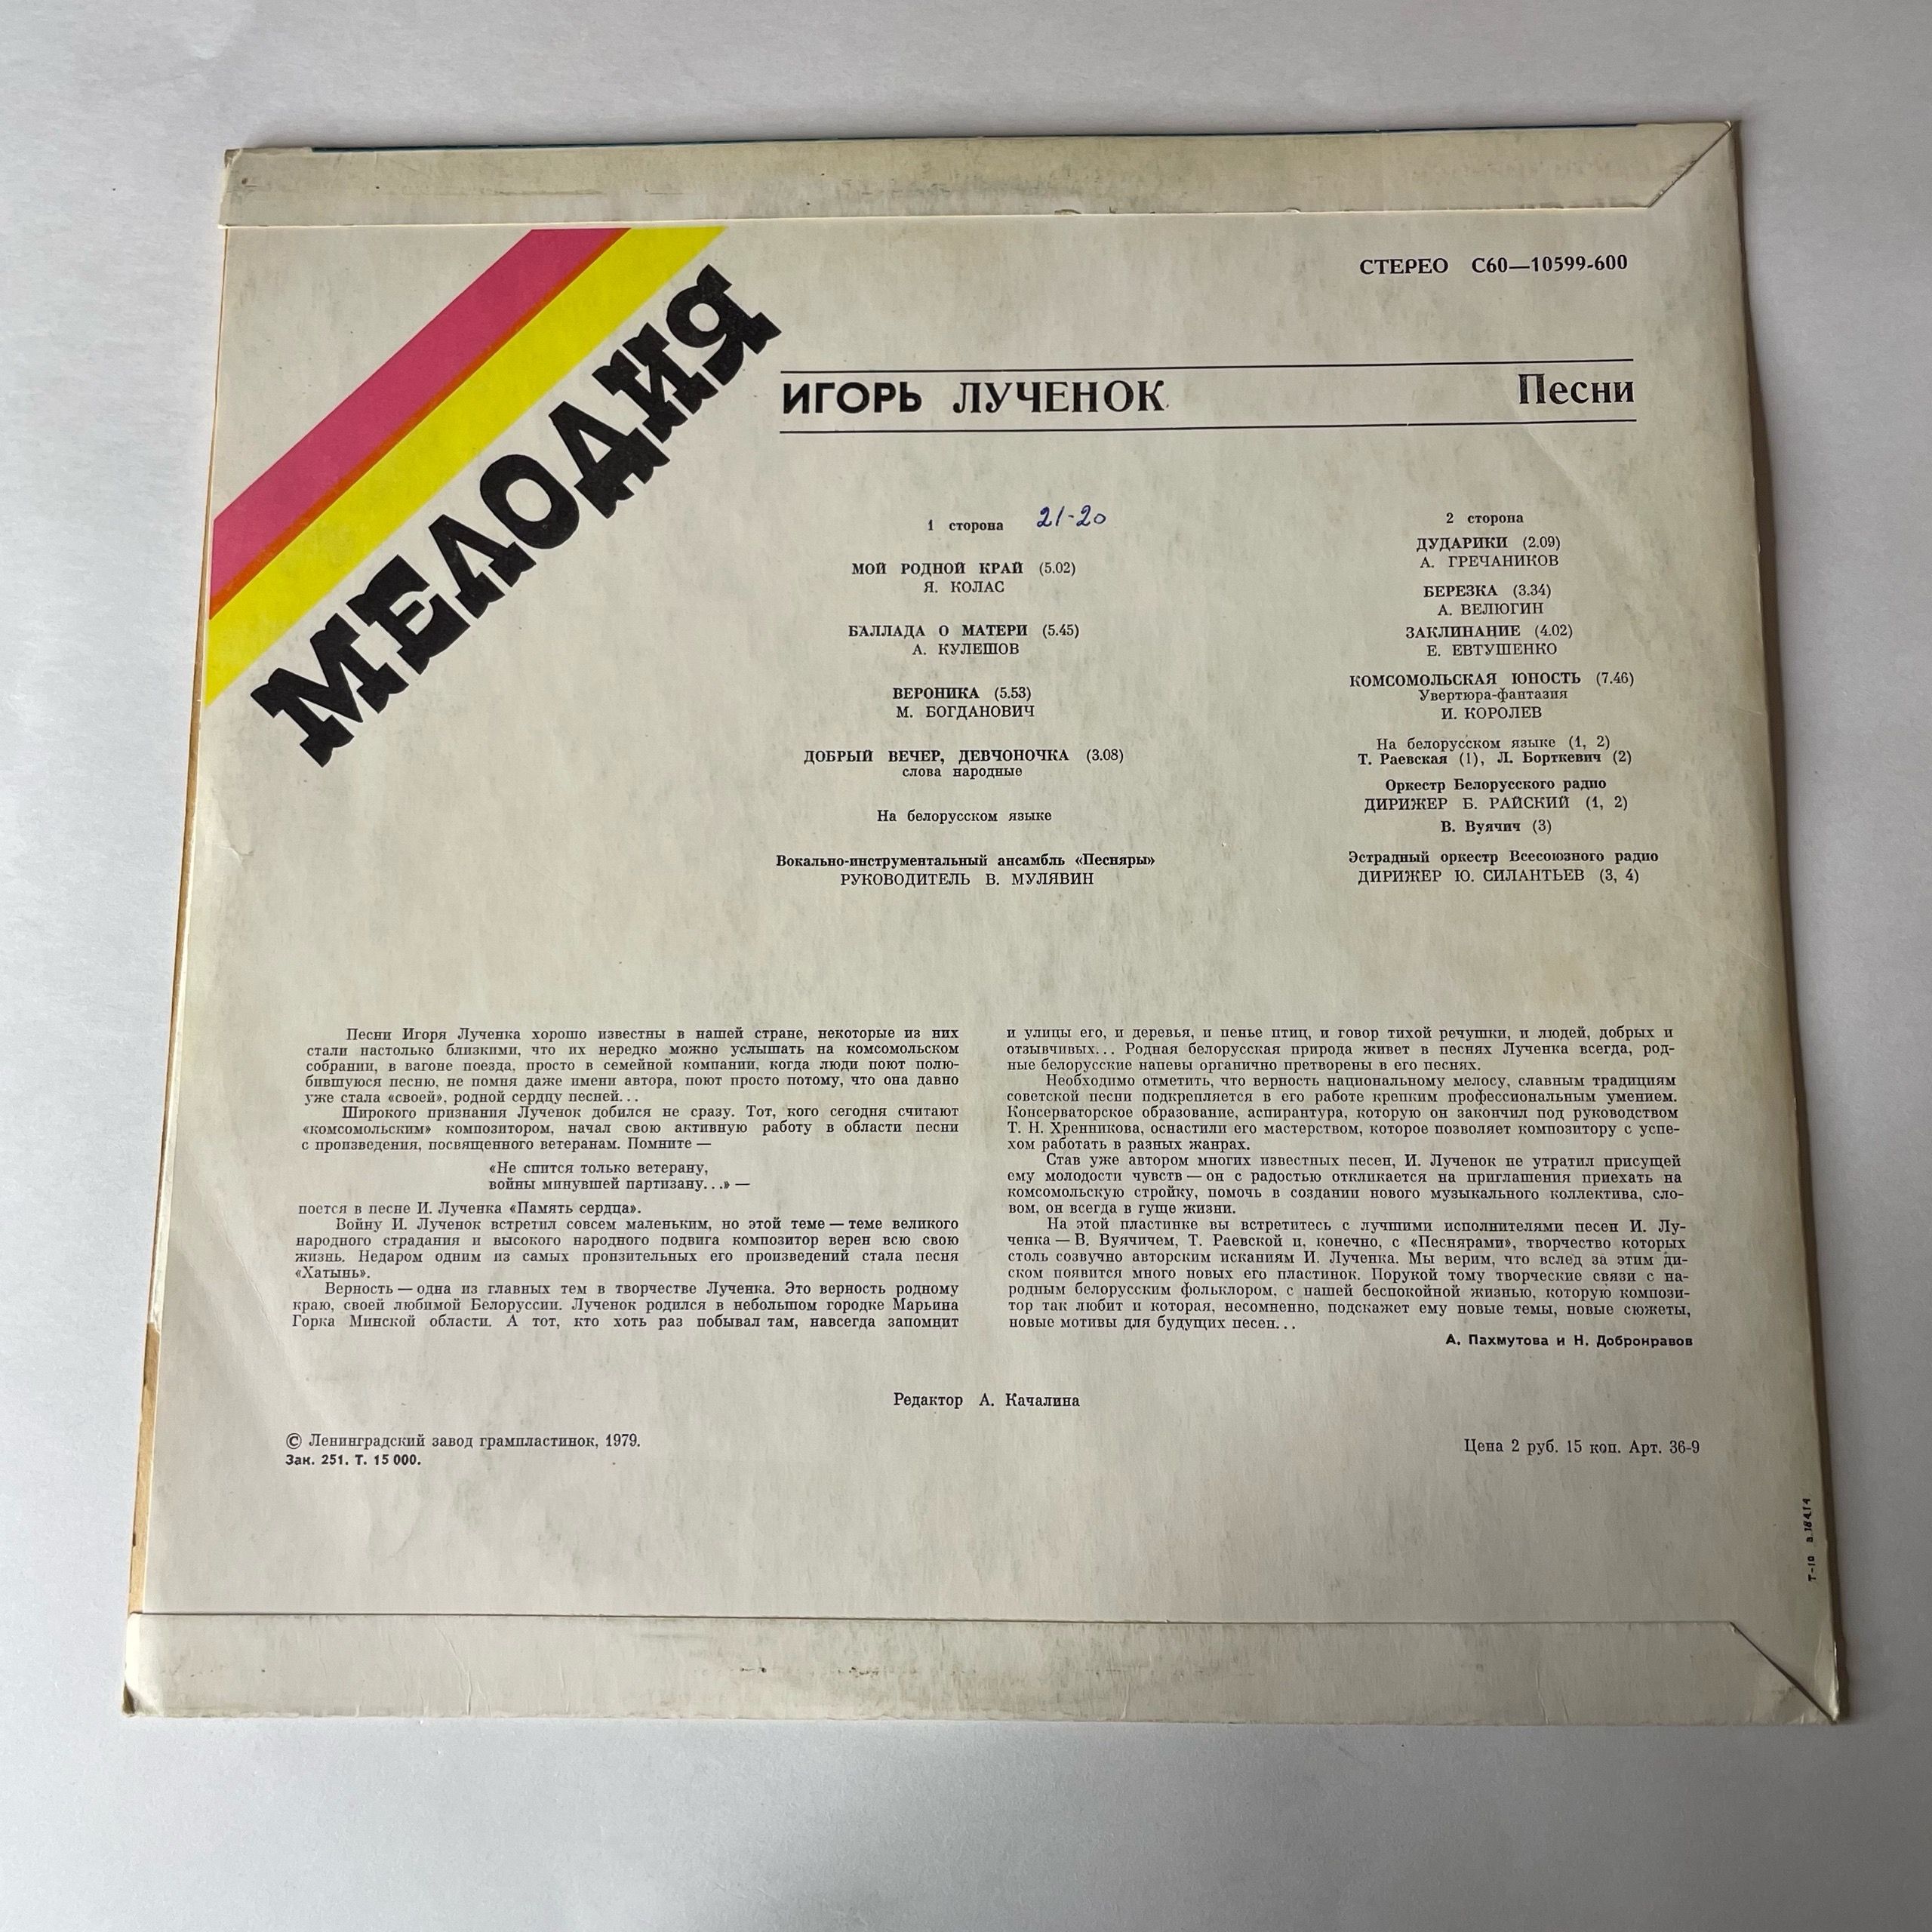 МЕЛОДИЯ
СТЕРЕО С60—10599-600
ИГОРЬ ЛУЧЕНОК Песни
1 сторона 21-20
МОЙ РОДНОЙ КРАЙ (5.02)
Я. КОЛАС
БАЛЛАДА О МАТЕРИ (5.45)
А. КУЛЕШОВ
ВЕРОНИКА (5.53)
М. БОГДАНОВИЧ
ДОБРЫЙ ВЕЧЕР, ДЕВЧОНОЧКА (3.08)
слова народные
На белорусском языке
Вокально-инструментальный ансамбль «Песняры»
РУКОВОДИТЕЛЬ В. МУЛЯВИН
2 сторона
ДУДАРИКИ (2.09)
А. ГРЕЧАНИКОВ
БЕРЕЗКА (3.34)
А. ВЕЛЮГИН
ЗАКЛИНАНИЕ (4.02)
Е. ЕВТУШЕНКО
КОМСОМОЛЬСКАЯ ЮНОСТЬ (7.46)
Увертюра-фантазия
И. КОРОЛЕВ
На белорусском языке (1, 2)
Т. Раевская (1), Л. Борткевич (2)
Оркестр Белорусского радио
ДИРИЖЕР Б. РАЙСКИЙ (1, 2)
В. Вуячич (3)
Эстрадный оркестр Всесоюзного радио
ДИРИЖЕР Ю. СИЛАНТЬЕВ (3, 4)
Песни Игоря Лученка хорошо известны в нашей стране, некоторые из них
стали настолько близкими, что их нередко можно услышать на комсомольском
собрании, в вагоне поезда, просто в семейной компании, когда люди поют полю-
бившуюся песню, не помня даже имени автора, поют просто потому, что она давно
уже стала «своей», родной сердцу песней...
Широкого признания Лученок добился не сразу. Тот, кого сегодня считают
«комсомольским» композитором, начал свою активную работу в области песни
с произведения, посвященного ветеранам. Помните —
«Не спится только ветерану,
войны минувшей партизану...» —
поется в песне И. Лученка «Память сердца».
Войну И. Лученок встретил совсем маленьким, но этой теме — теме великого
народного страдания и высокого народного подвига композитор верен всю свою
жизнь. Недаром одним из самых пронзительных его произведений стала песня
«Хатынь».
Верность — одна из главных тем в творчестве Лученка. Это верность родному
краю, своей любимой Белоруссии. Лученок родился в небольшом городке Марьина
Горка Минской области. А тот, кто хоть раз побывал там, навсегда запомнит
и улицы его, и деревья, и пенье птиц, и говор тихой речушки, и людей, добрых и
отзывчивых... Родная белорусская природа живет в песнях Лученка всегда, род-
ные белорусские напевы органично претворены в его песнях.
Необходимо отметить, что верность национальному мелосу, славным традициям
советской песни подкрепляется в его работе крепким профессиональным умением.
Консерваторское образование, аспирантура, которую он закончил под руководством
Т. Н. Хренникова, оснастили его мастерством, которое позволяет композитору с успе-
хом работать в разных жанрах.
Став уже автором многих известных песен, И. Лученок не утратил присущей
ему молодости чувств — он с радостью откликается на приглашения приехать на
комсомольскую стройку, помочь в создании нового музыкального коллектива, сло-
вом, он всегда в гуще жизни.
На этой пластинке вы встретитесь с лучшими исполнителями песен И. Лу-
ченка — В. Вуячичем, Т. Раевской и, конечно, с «Песнярами», творчество которых
столь созвучно авторским исканиям И. Лученка. Мы верим, что вслед за этим ди-
ском появится много новых его пластинок. Порукой тому творческие связи с на-
родным белорусским фольклором, с нашей беспокойной жизнью, которую компози-
тор так любит и которая, несомненно, подскажет ему новые темы, новые сюжеты,
новые мотивы для будущих песен...
А. Пахмутова и Н. Добронравов
Редактор А. Качалина
© Ленинградский завод грампластинок, 1979.
Зак. 251. Т. 15 000.
Цена 2 руб. 15 коп. Арт. 36-9